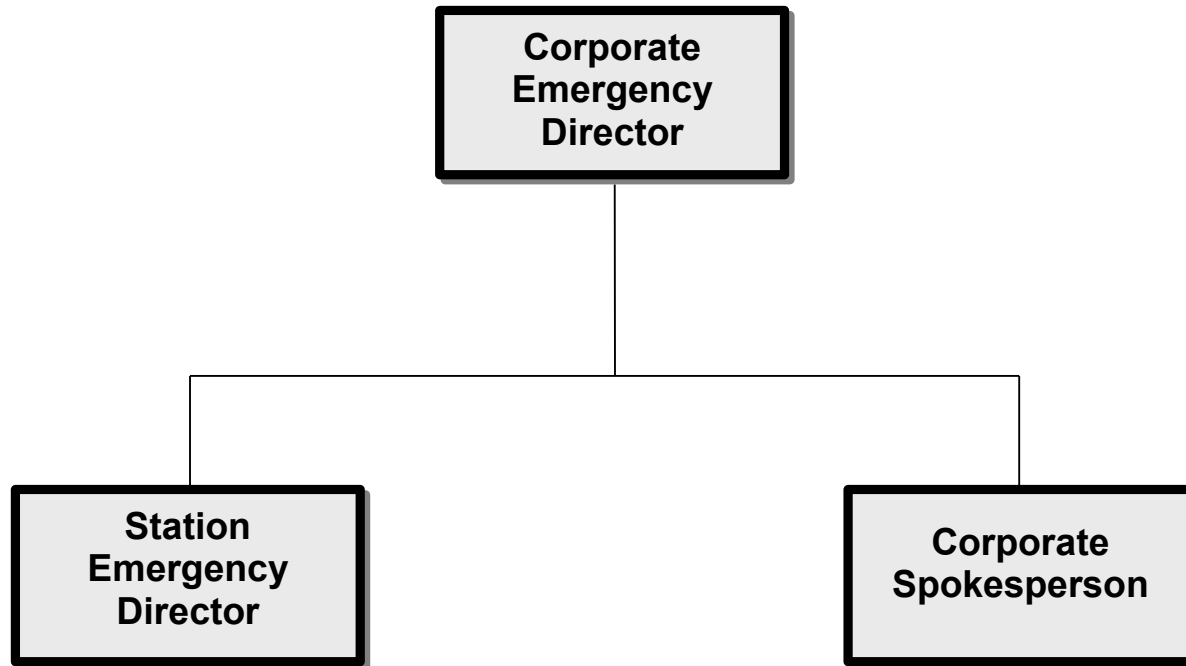 Corporate
Emergency
Director
Station
Emergency
Director
Corporate
Spokesperson